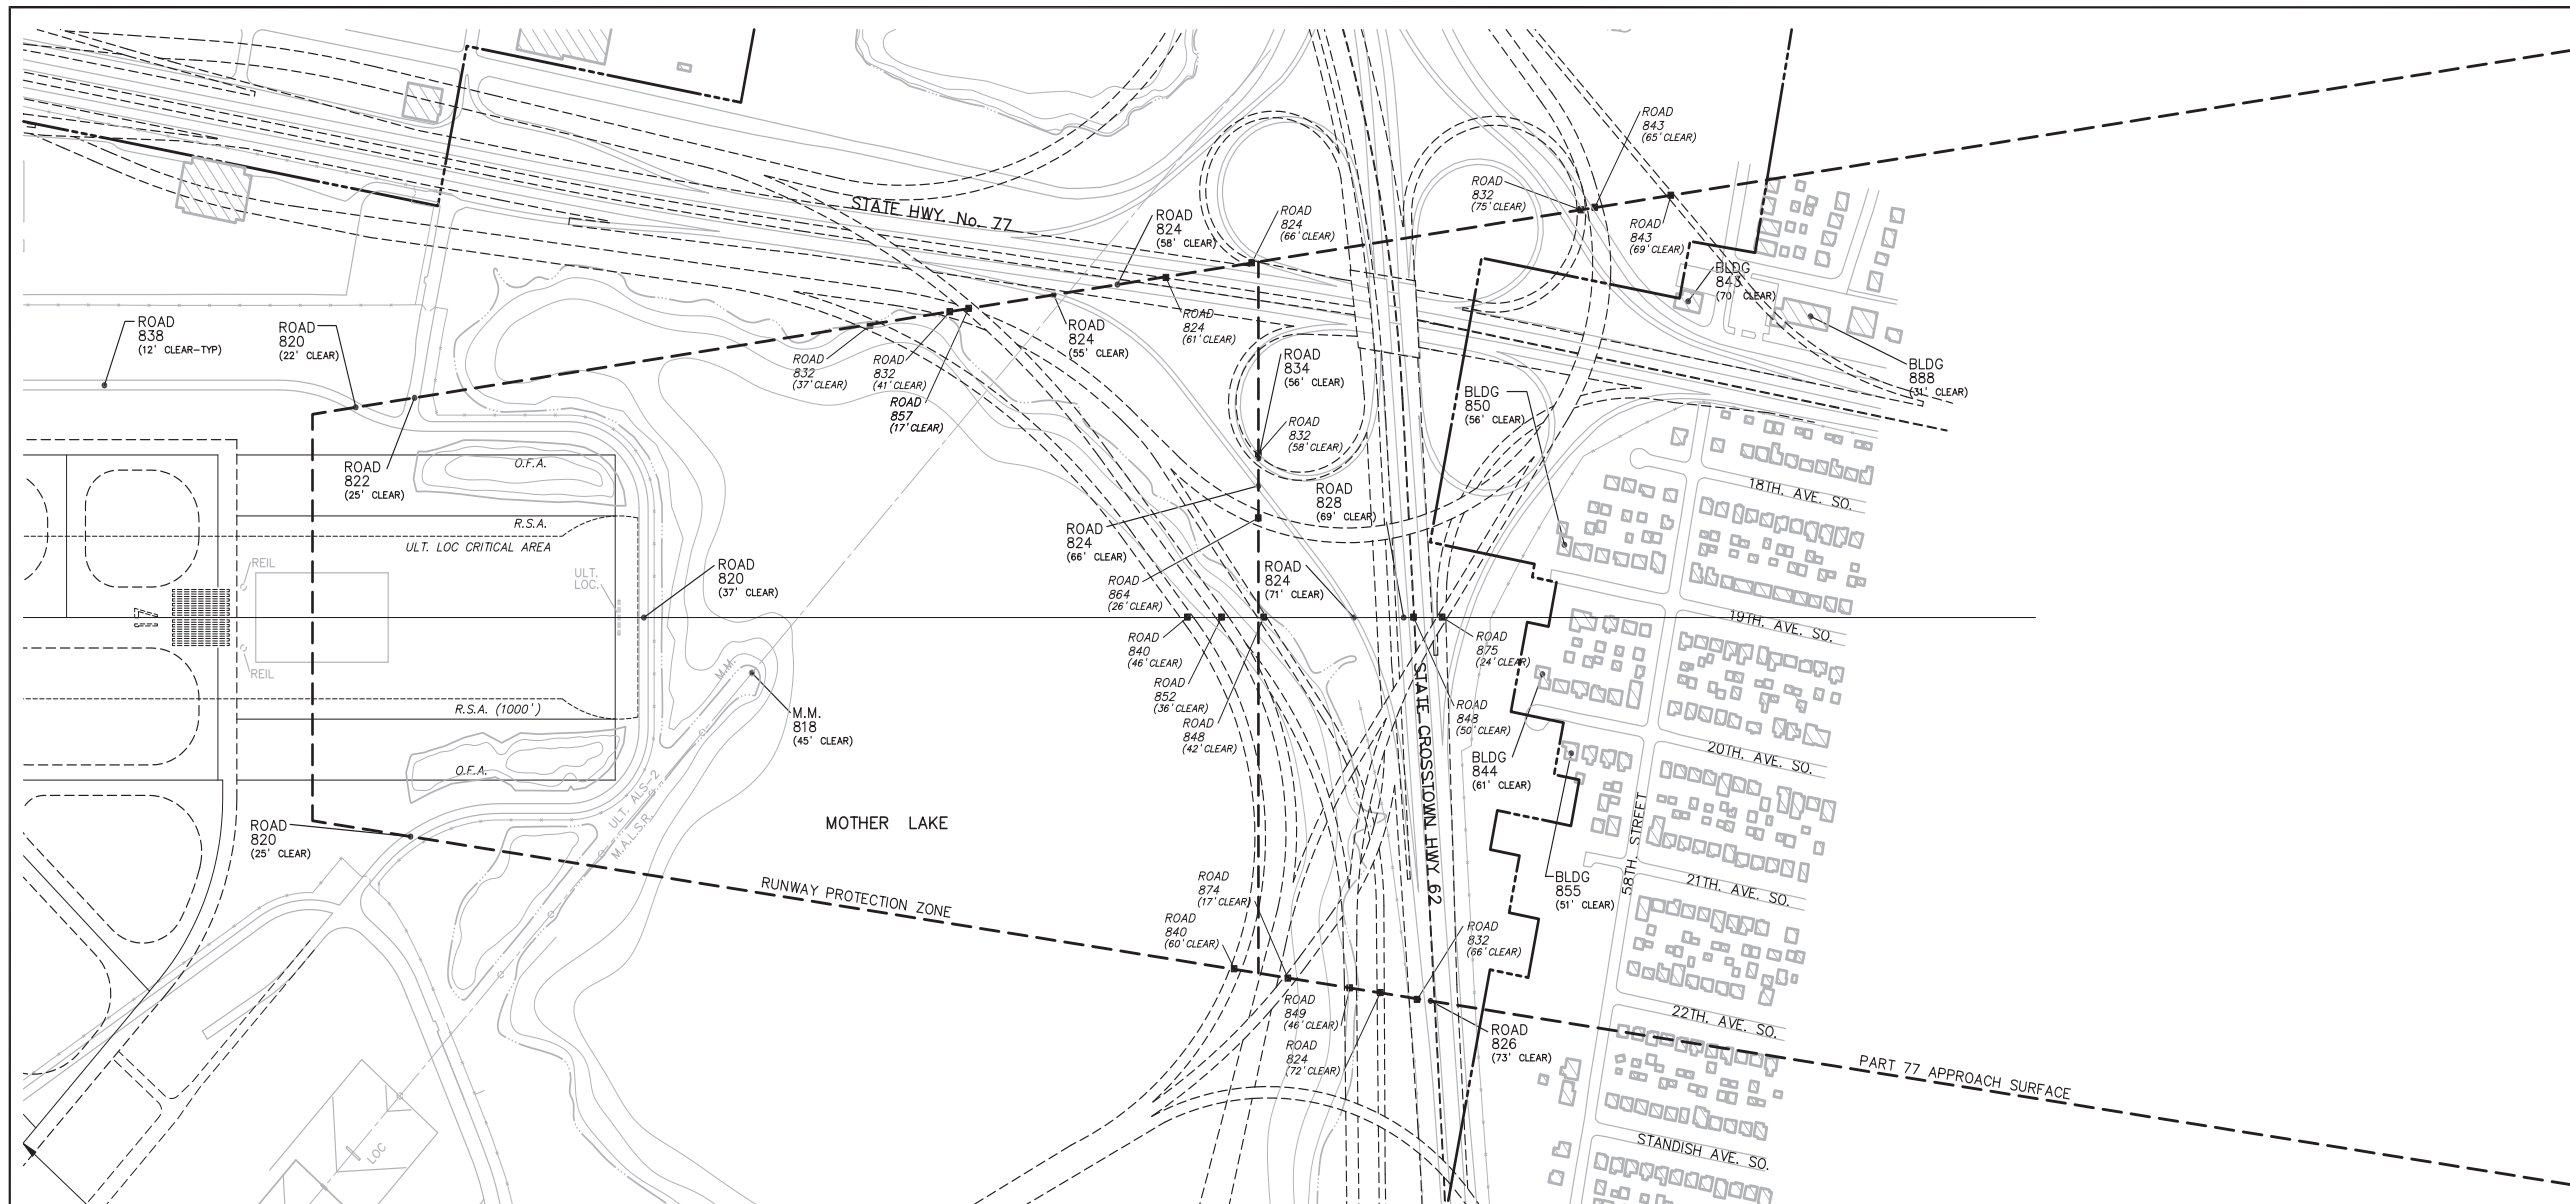 ROAD
843
(65' CLEAR)
ROAD
832
(75' CLEAR)
ROAD
843
(69' CLEAR)
STATE HWY. No. 77
ROAD
824
(58' CLEAR)
ROAD
824
(66' CLEAR)
BLDG
843
(70' CLEAR)
ROAD
838
(12' CLEAR-TYP)
ROAD
820
(22' CLEAR)
ROAD
824
(61' CLEAR)
ROAD
824
(55' CLEAR)
ROAD
832
(37' CLEAR)
ROAD
832
(41' CLEAR)
ROAD
857
(17' CLEAR)
ROAD
834
(56' CLEAR)
BLDG
888
(31' CLEAR)
BLDG
850
(56' CLEAR)
ROAD
832
(58' CLEAR)
ROAD
822
(25' CLEAR)
O.F.A.
R.S.A.
ULT. LOC CRITICAL AREA
ROAD
828
(69' CLEAR)
18TH. AVE. SO.
ROAD
824
(66' CLEAR)
REIL
ULT.
LOC.
ROAD
820
(37' CLEAR)
ROAD
864
(26' CLEAR)
ROAD
824
(71' CLEAR)
19TH. AVE. SO.
ROAD
840
(46' CLEAR)
ROAD
875
(24' CLEAR)
REIL
M.M.
ROAD
852
(36' CLEAR)
STATE CROSSTOWN HWY 62
R.S.A. (1000')
M.M.
818
(45' CLEAR)
ROAD
848
(42' CLEAR)
ROAD
848
(50' CLEAR)
20TH. AVE. SO.
BLDG
844
(61' CLEAR)
O.F.A.
ULT. ALS-2
M.A.L.S.R.
MOTHER LAKE
58TH. STREET
ROAD
820
(25' CLEAR)
RUNWAY PROTECTION ZONE
ROAD
874
(17' CLEAR)
BLDG
855
(51' CLEAR)
21TH. AVE. SO.
ROAD
840
(60' CLEAR)
ROAD
832
(66' CLEAR)
ROAD
849
(46' CLEAR)
22TH. AVE. SO.
ROAD
824
(72' CLEAR)
ROAD
826
(73' CLEAR)
PART 77 APPROACH SURFACE
LOC
STANDISH AVE. SO.